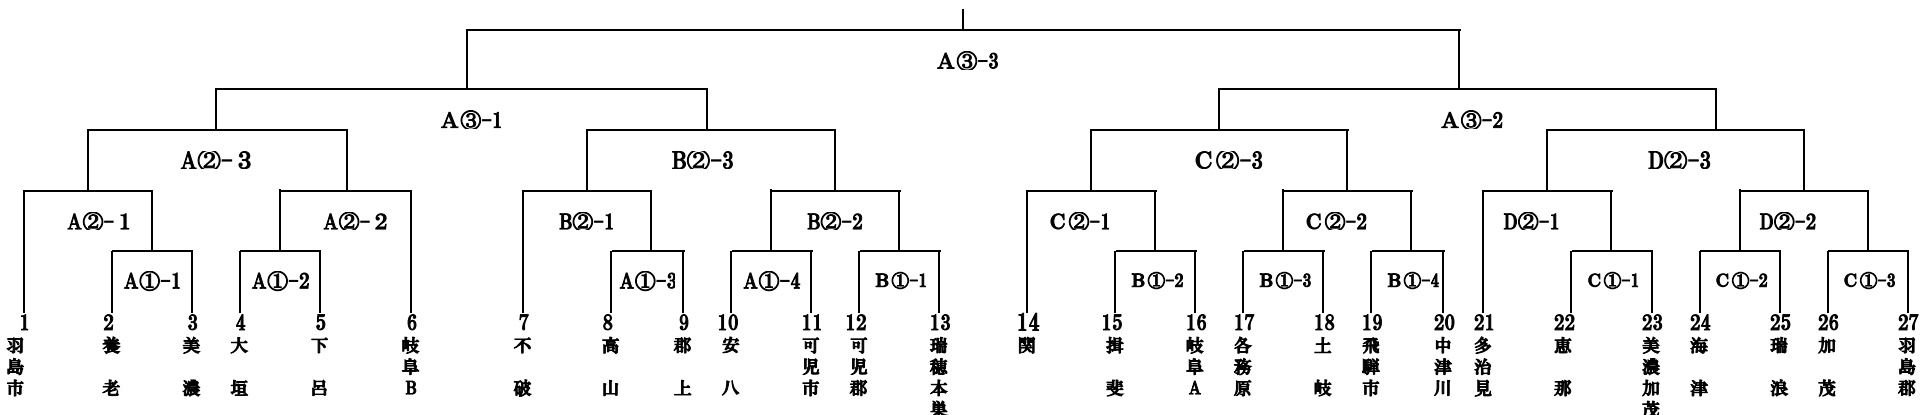 A③-3
A③-1
A③-2
A②-3
B②-3
C②-3
D②-3
A②-1
A②-2
B②-1
B②-2
C②-1
C②-2
D②-1
D②-2
A①-1
A①-2
A①-3
A①-4
B①-1
B①-2
B①-3
B①-4
C①-1
C①-2
C①-3
1
羽島市
2
養老
3
美濃
4
大垣
5
下呂
6
岐阜B
7
不破
8
高山
9
郡上
10
安八
11
可児市
12
可児郡
13
瑞穂本巣
14
関
15
揖斐
16
岐阜A
17
各務原
18
土岐
19
飛騨市
20
中津川
21
多治見
22
恵那
23
美濃加茂
24
海津
25
瑞浪
26
加茂
27
羽島郡